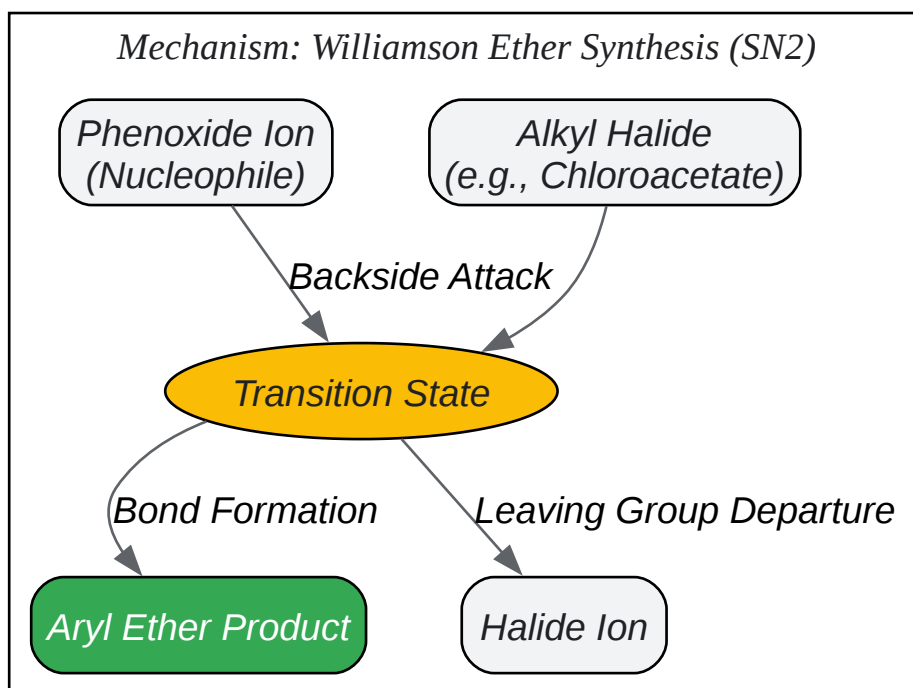 Mechanism: Williamson Ether Synthesis (SN2)
Phenoxide Ion
(Nucleophile)
Alkyl Halide
(e.g., Chloroacetate)
Backside Attack
Transition State
Bond Formation
Leaving Group Departure
Aryl Ether Product
Halide Ion